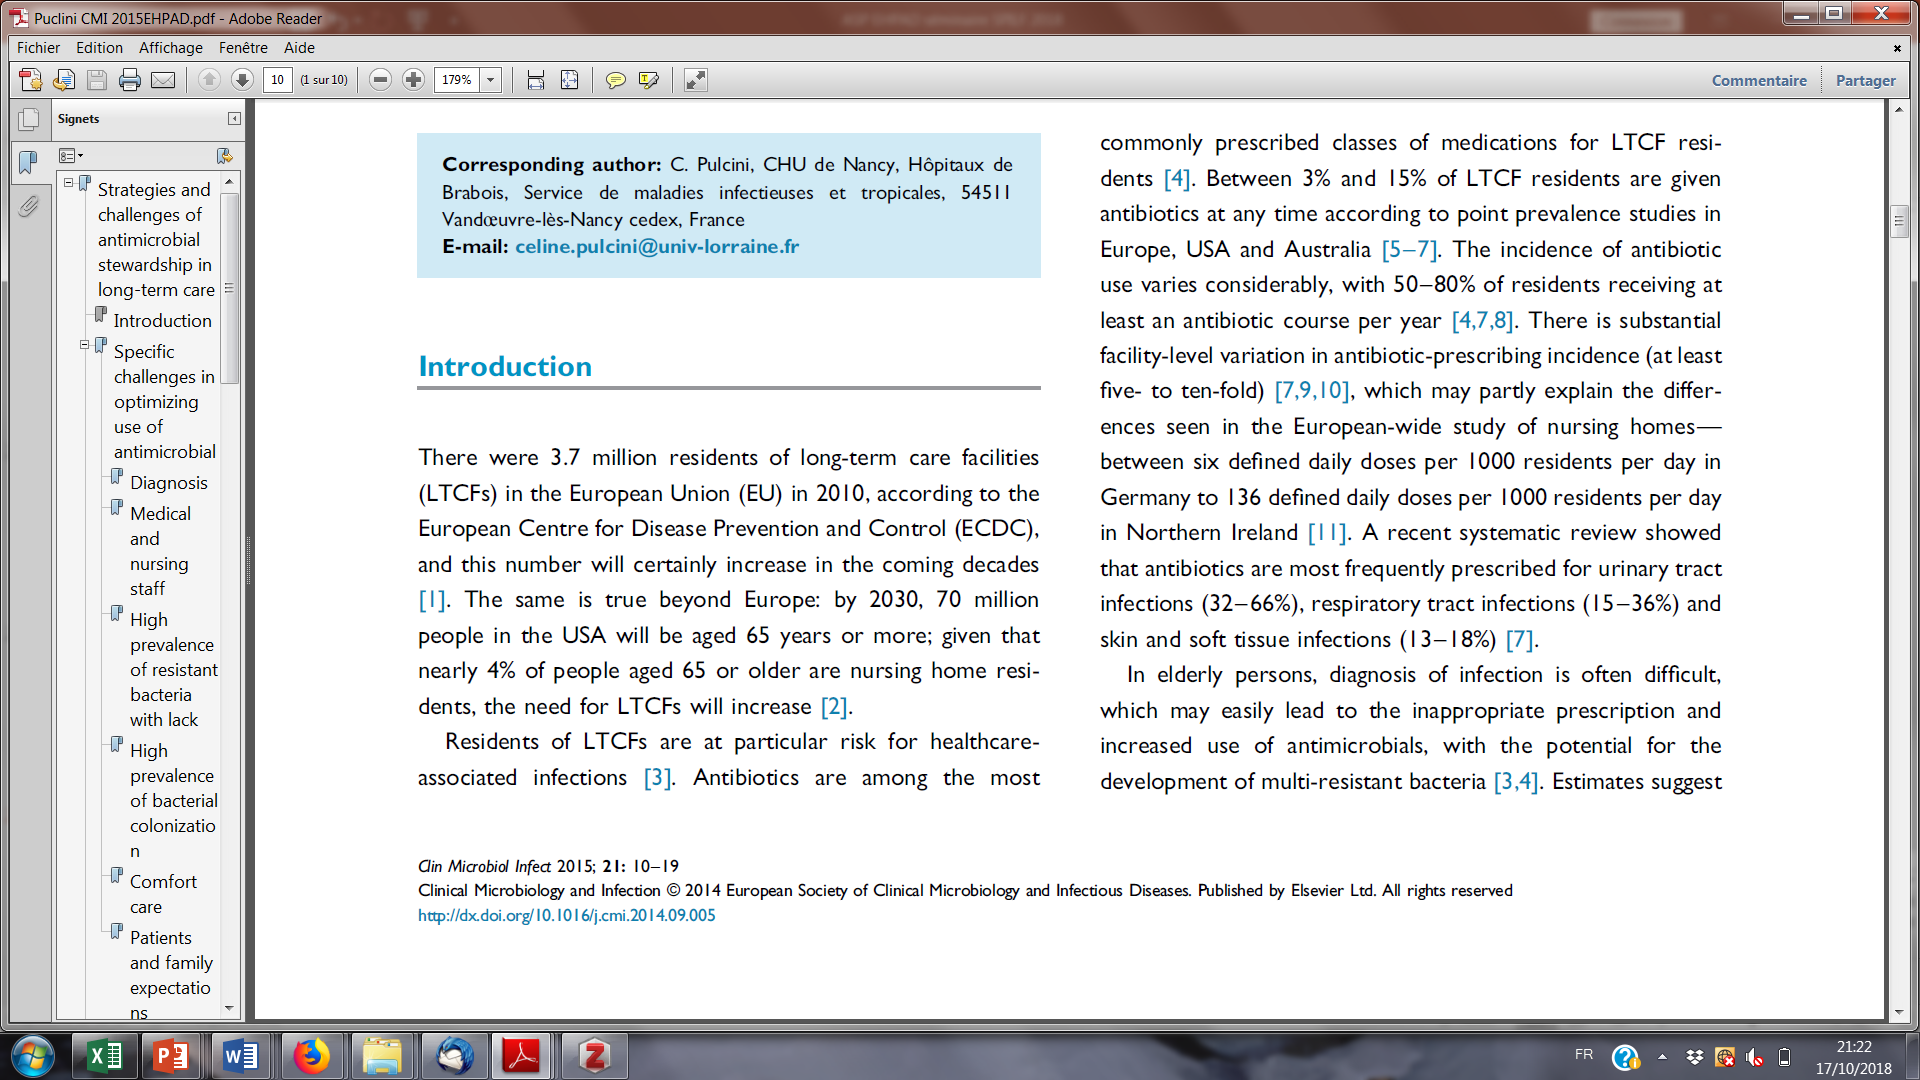 Puclini CMI 2015EHPAD.pdf - Adobe Reader
Fichier Edition Affichage Fenêtre Aide
10 (1 sur 10) 179% Commentaire Partager
Signets
Strategies and
challenges of
antimicrobial
stewardship in
long-term care
Introduction
Specific
challenges in
optimizing
use of
antimicrobial
Diagnosis
Medical
and
nursing
staff
High
prevalence
of resistant
bacteria
with lack
High
prevalence
of bacterial
colonizatio
n
Comfort
care
Patients
and family
expectatio
ns
Corresponding author: C. Pulcini, CHU de Nancy, Hôpitaux de
Brabois, Service de maladies infectieuses et tropicales, 54511
Vandœuvre-lès-Nancy cedex, France
E-mail: celine.pulcini@univ-lorraine.fr
Introduction
There were 3.7 million residents of long-term care facilities
(LTCFs) in the European Union (EU) in 2010, according to the
European Centre for Disease Prevention and Control (ECDC),
and this number will certainly increase in the coming decades
[1]. The same is true beyond Europe: by 2030, 70 million
people in the USA will be aged 65 years or more; given that
nearly 4% of people aged 65 or older are nursing home resi-
dents, the need for LTCFs will increase [2].
Residents of LTCFs are at particular risk for healthcare-
associated infections [3]. Antibiotics are among the most
commonly prescribed classes of medications for LTCF resi-
dents [4]. Between 3% and 15% of LTCF residents are given
antibiotics at any time according to point prevalence studies in
Europe, USA and Australia [5–7]. The incidence of antibiotic
use varies considerably, with 50–80% of residents receiving at
least an antibiotic course per year [4,7,8]. There is substantial
facility-level variation in antibiotic-prescribing incidence (at least
five- to ten-fold) [7,9,10], which may partly explain the differ-
ences seen in the European-wide study of nursing homes—
between six defined daily doses per 1000 residents per day in
Germany to 136 defined daily doses per 1000 residents per day
in Northern Ireland [11]. A recent systematic review showed
that antibiotics are most frequently prescribed for urinary tract
infections (32–66%), respiratory tract infections (15–36%) and
skin and soft tissue infections (13–18%) [7].
In elderly persons, diagnosis of infection is often difficult,
which may easily lead to the inappropriate prescription and
increased use of antimicrobials, with the potential for the
development of multi-resistant bacteria [3,4]. Estimates suggest
Clin Microbiol Infect 2015; 21: 10–19
Clinical Microbiology and Infection © 2014 European Society of Clinical Microbiology and Infectious Diseases. Published by Elsevier Ltd. All rights reserved
http://dx.doi.org/10.1016/j.cmi.2014.09.005
FR
21:22
17/10/2018